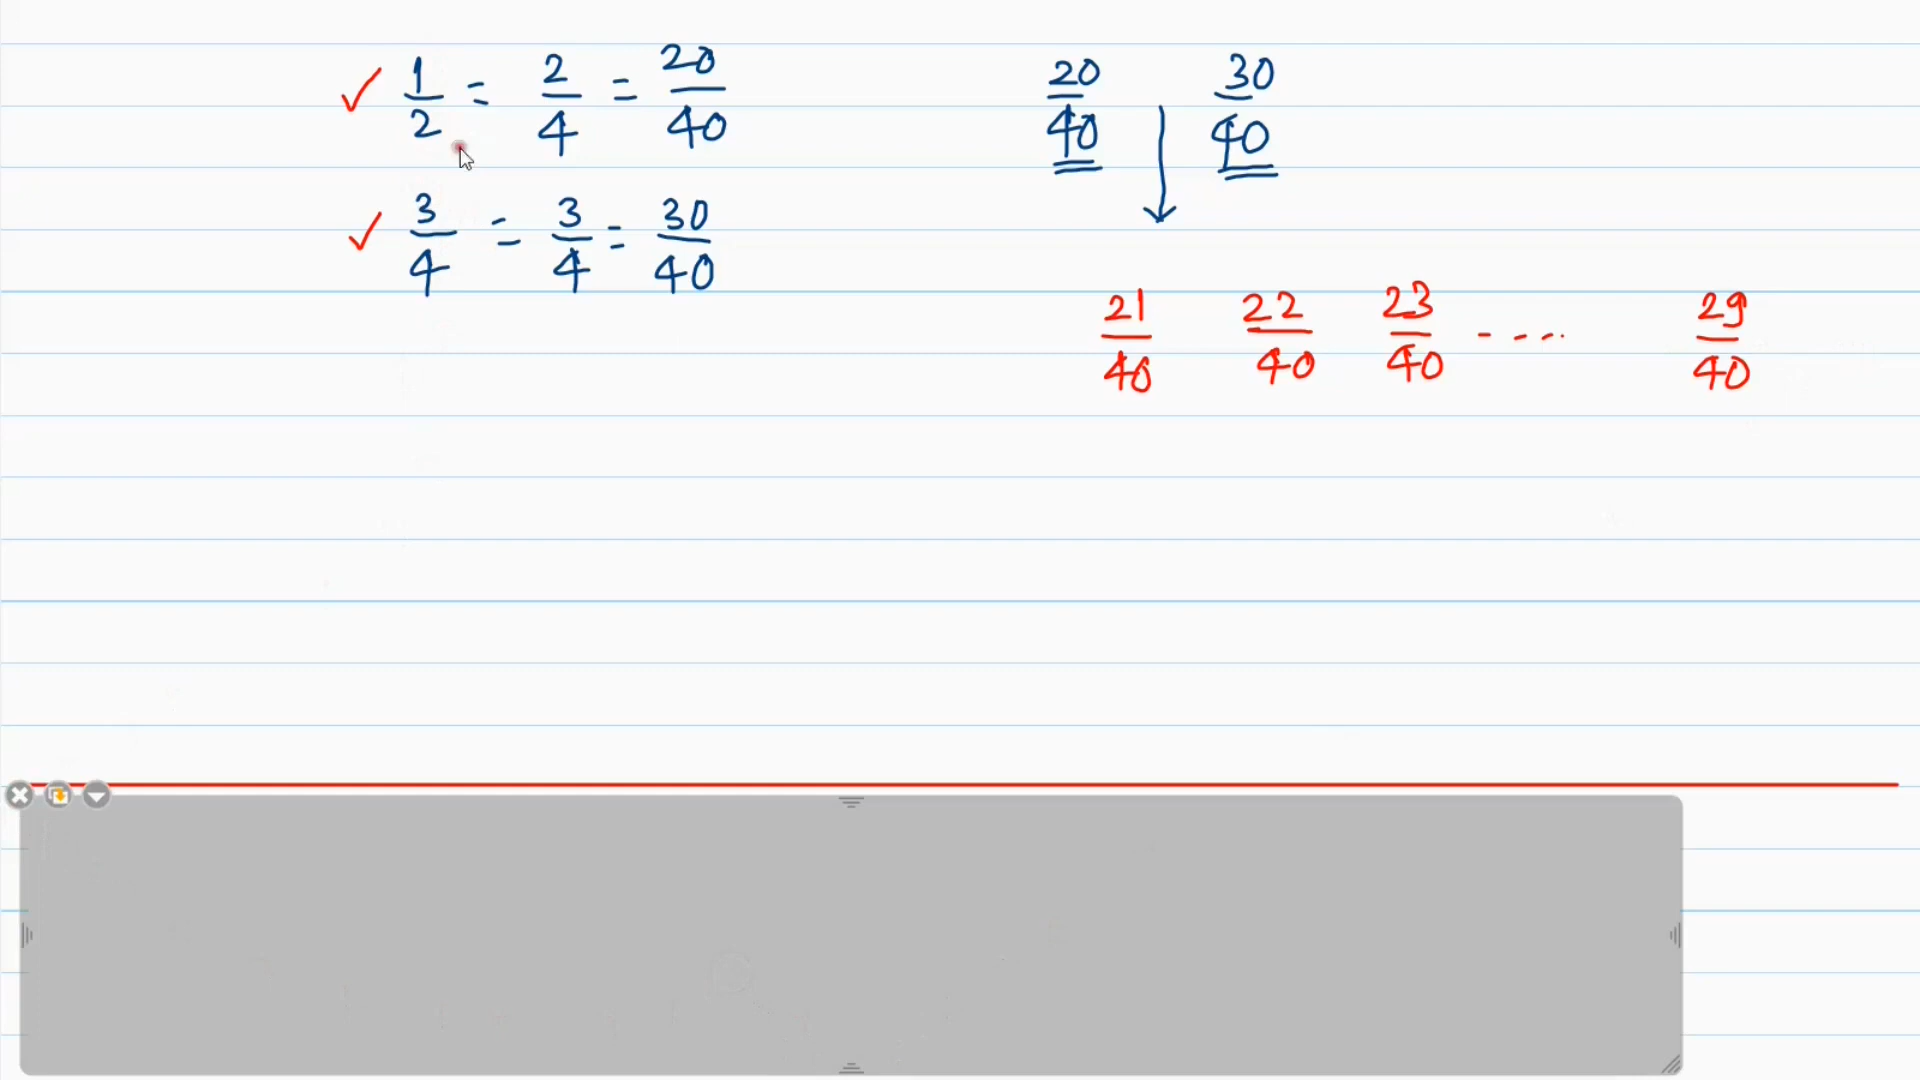 ✓ 1/2 = 2/4 = 20/40
✓ 3/4 = 3/4 = 30/40
20/40 ↓ 30/40
21/40 22/40 23/40 - - - .. 29/40